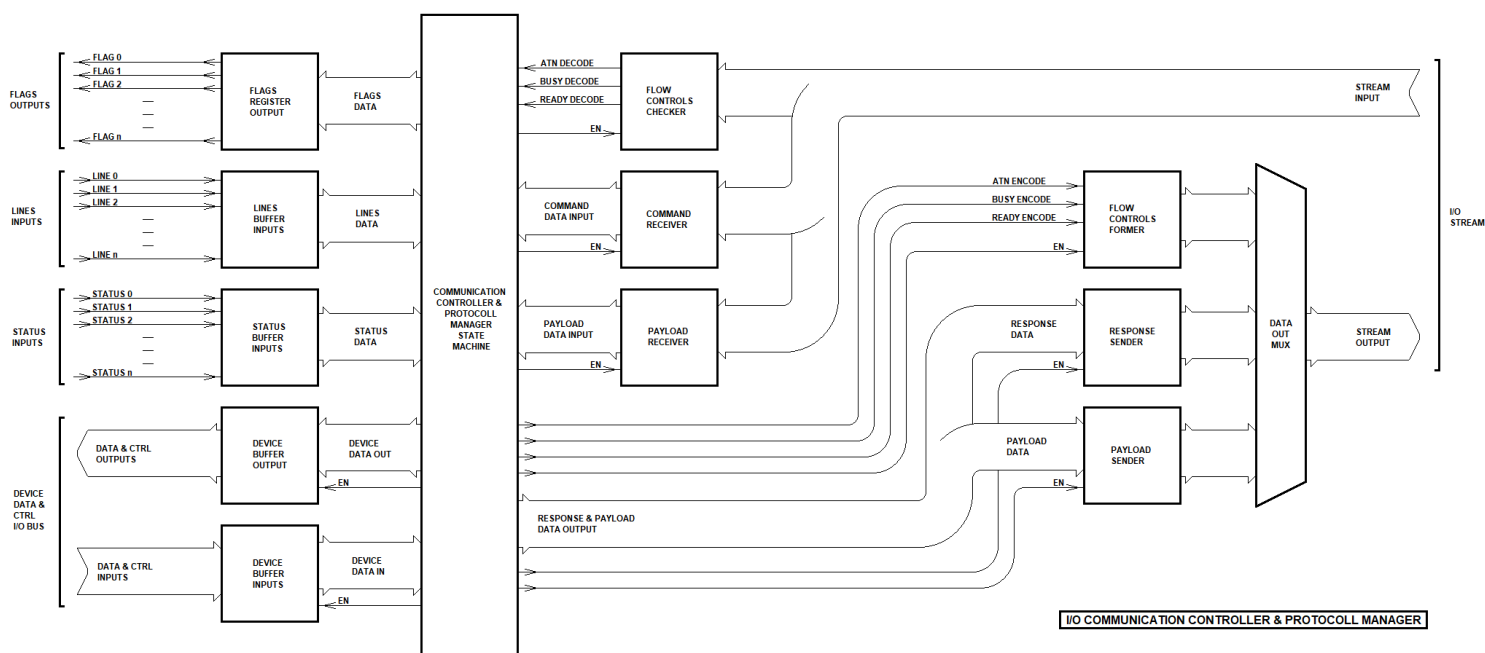 FLAGS
OUTPUTS
FLAG 0
FLAG 1
FLAG 2
FLAG n
FLAGS
REGISTER
OUTPUT
FLAGS
DATA
LINES
INPUTS
LINE 0
LINE 1
LINE 2
LINE n
LINES
BUFFER
INPUTS
LINES
DATA
STATUS
INPUTS
STATUS 0
STATUS 1
STATUS 2
STATUS n
STATUS
BUFFER
INPUTS
STATUS
DATA
DEVICE
DATA &
CTRL
I/O BUS
DATA & CTRL
OUTPUTS
DEVICE
BUFFER
OUTPUT
DEVICE
DATA OUT
EN
DATA & CTRL
INPUTS
DEVICE
BUFFER
INPUTS
DEVICE
DATA IN
EN
COMMUNICATION
CONTROLLER &
PROTOCOLL
MANAGER
STATE
MACHINE
ATN DECODE
BUSY DECODE
READY DECODE
EN
FLOW
CONTROLS
CHECKER
COMMAND
DATA INPUT
EN
COMMAND
RECEIVER
PAYLOAD
DATA INPUT
EN
PAYLOAD
RECEIVER
RESPONSE & PAYLOAD
DATA OUTPUT
STREAM
INPUT
ATN ENCODE
BUSY ENCODE
READY ENCODE
EN
FLOW
CONTROLS
FORMER
RESPONSE
DATA
EN
RESPONSE
SENDER
PAYLOAD
DATA
EN
PAYLOAD
SENDER
DATA
OUT
MUX
STREAM
OUTPUT
I/O
STREAM
I/O COMMUNICATION CONTROLLER & PROTOCOLL MANAGER